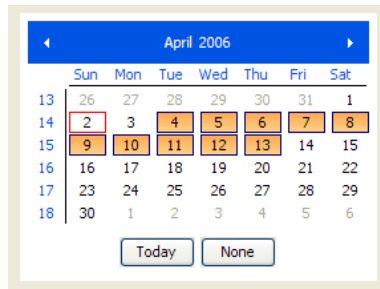 April 2006
Sun Mon Tue Wed Thu Fri Sat
13 26 27 28 29 30 31 1
14 2 3 4 5 6 7 8
15 9 10 11 12 13 14 15
16 16 17 18 19 20 21 22
17 23 24 25 26 27 28 29
18 30 1 2 3 4 5 6
Today None